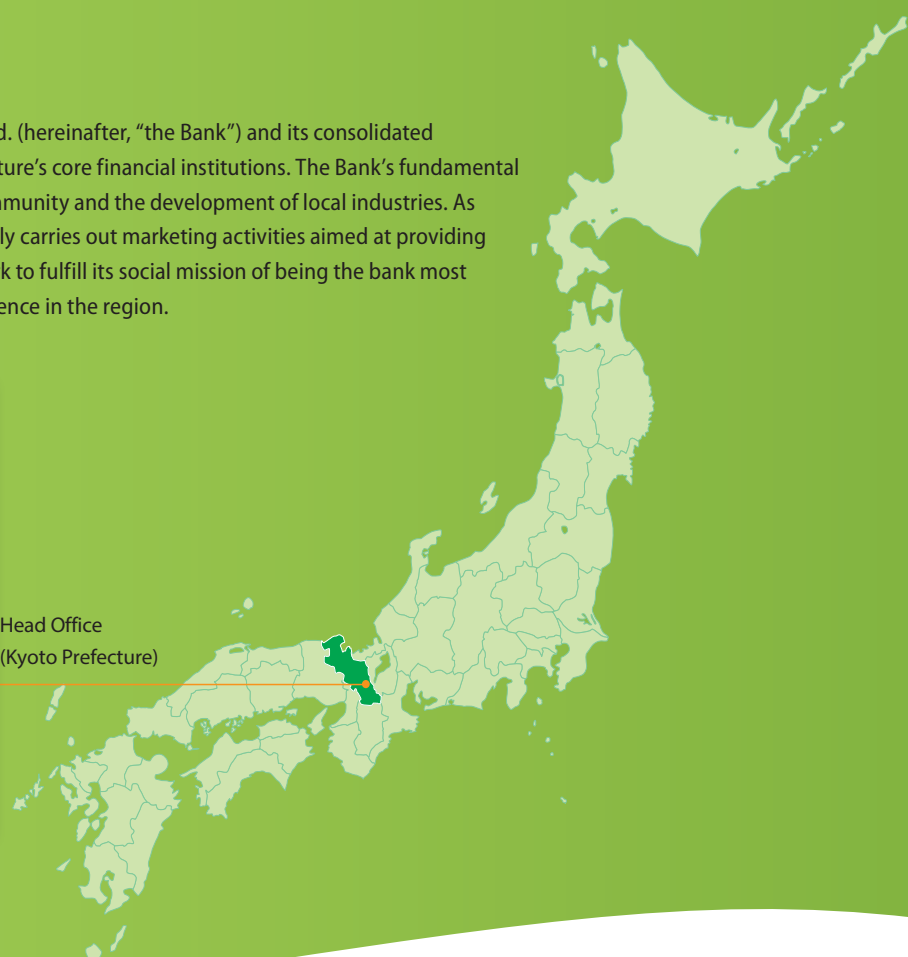 d. (hereinafter, “the Bank”) and its consolidated
ture’s core financial institutions. The Bank’s fundamental
mmunity and the development of local industries. As
ly carries out marketing activities aimed at providing
k to fulfill its social mission of being the bank most
ence in the region.
Head Office
(Kyoto Prefecture)